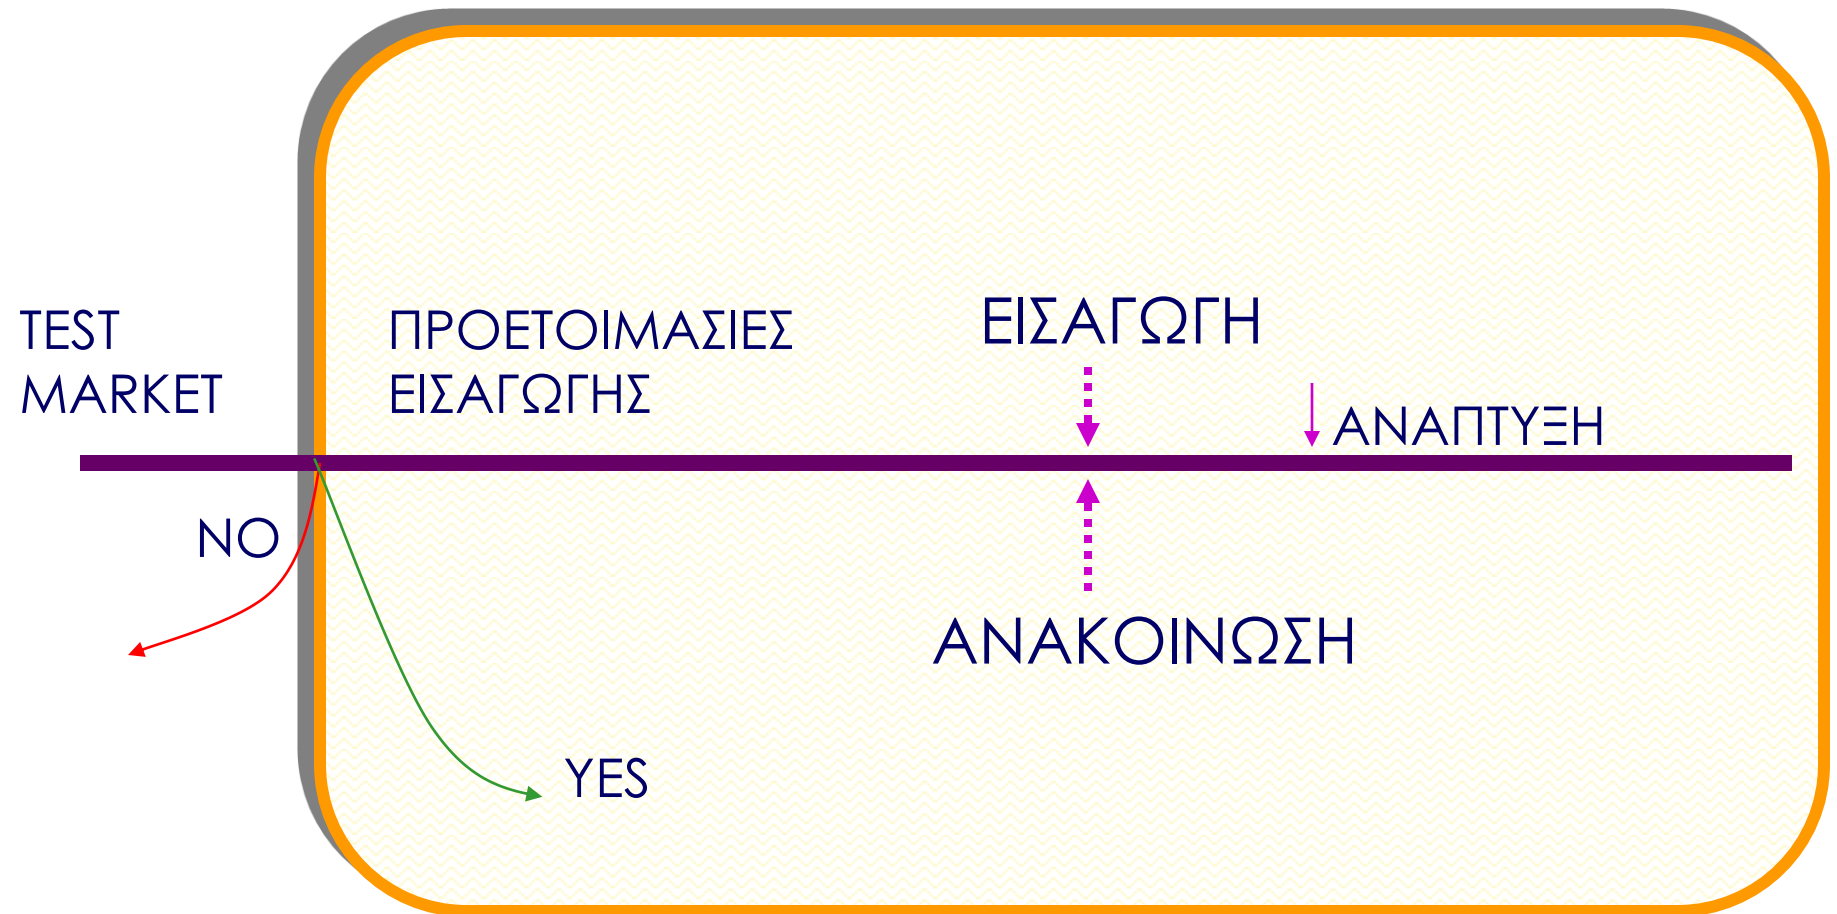 TEST
MARKET
ΠΡΟΕΤΟΙΜΑΣΙΕΣ
ΕΙΣΑΓΩΓΗΣ
ΕΙΣΑΓΩΓΗ
ΑΝΑΠΤΥΞΗ
NO
ΑΝΑΚΟΙΝΩΣΗ
YES